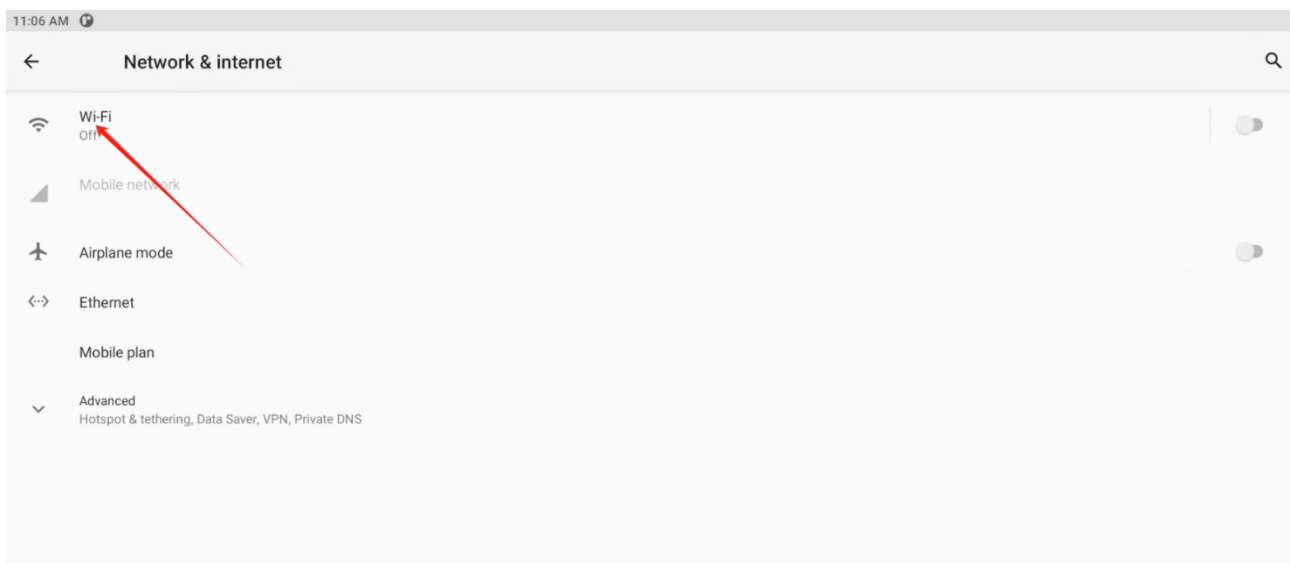 11:06 AM
Network & internet
Wi-Fi
Off
Mobile network
Airplane mode
Ethernet
Mobile plan
Advanced
Hotspot & tethering, Data Saver, VPN, Private DNS